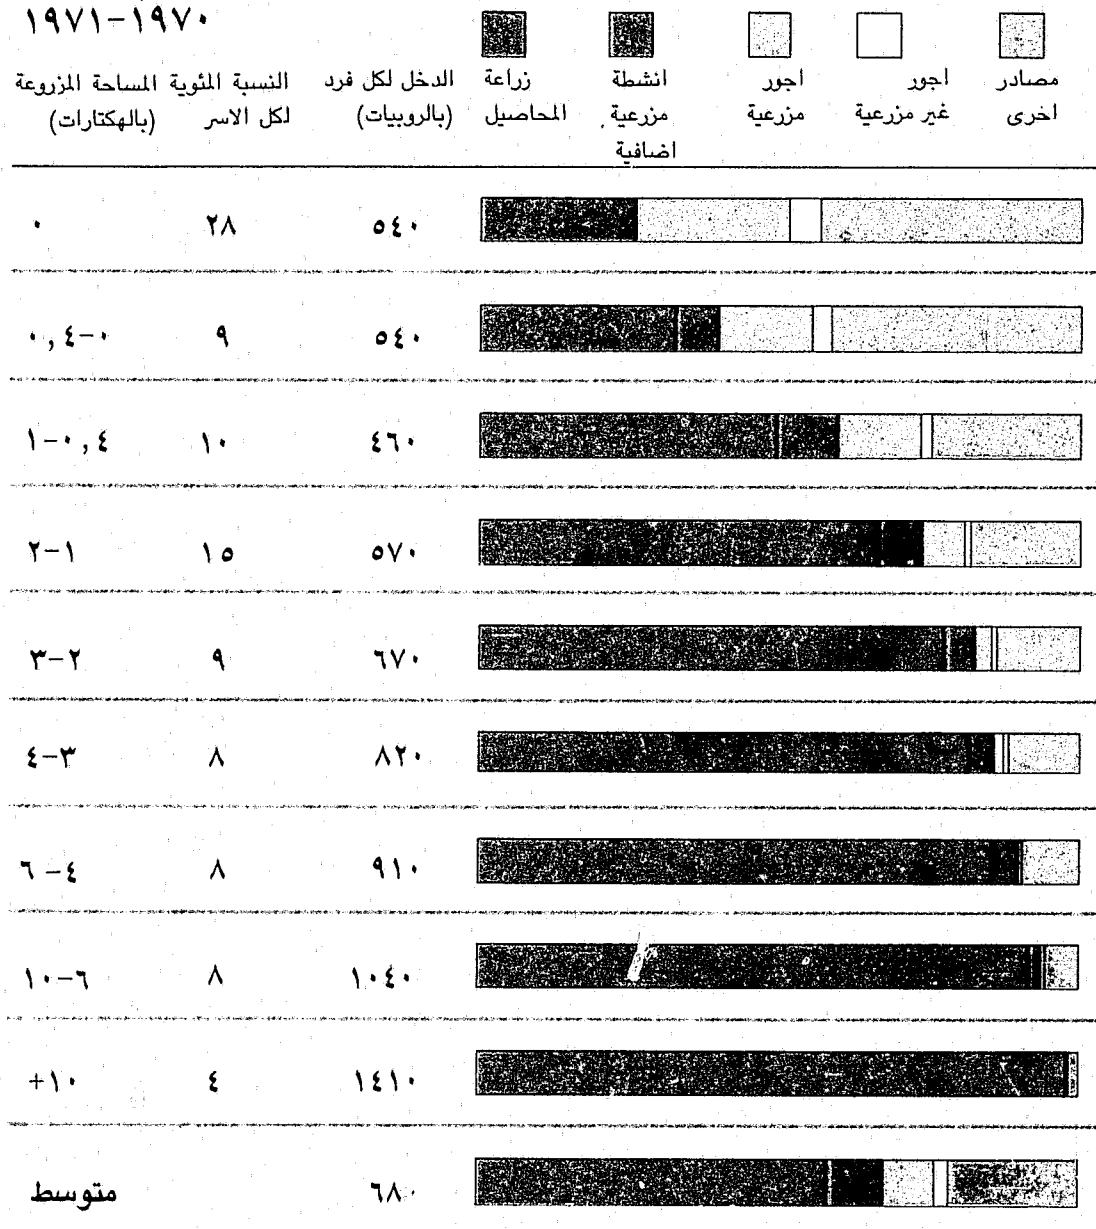 ١٩٧٠-١٩٧١
المساحة المزروعة النسبة المئوية الدخل لكل فرد زراعة انشطة اجور اجور مصادر
(بالهكتارات) لكل الاسر (بالروبيات) المحاصيل مزرعية مزرعية غير مزرعية اخرى
اضافية
٠ ٢٨ ٥٤٠
٠-٠,٤ ٩ ٥٤٠
٠,٤-١ ١٠ ٤٦٠
١-٢ ١٥ ٥٧٠
٢-٣ ٩ ٦٧٠
٣-٤ ٨ ٨٢٠
٤-٦ ٨ ٩١٠
٦-١٠ ٨ ١٠٤٠
١٠+ ٤ ١٤١٠
متوسط ٦٨٠